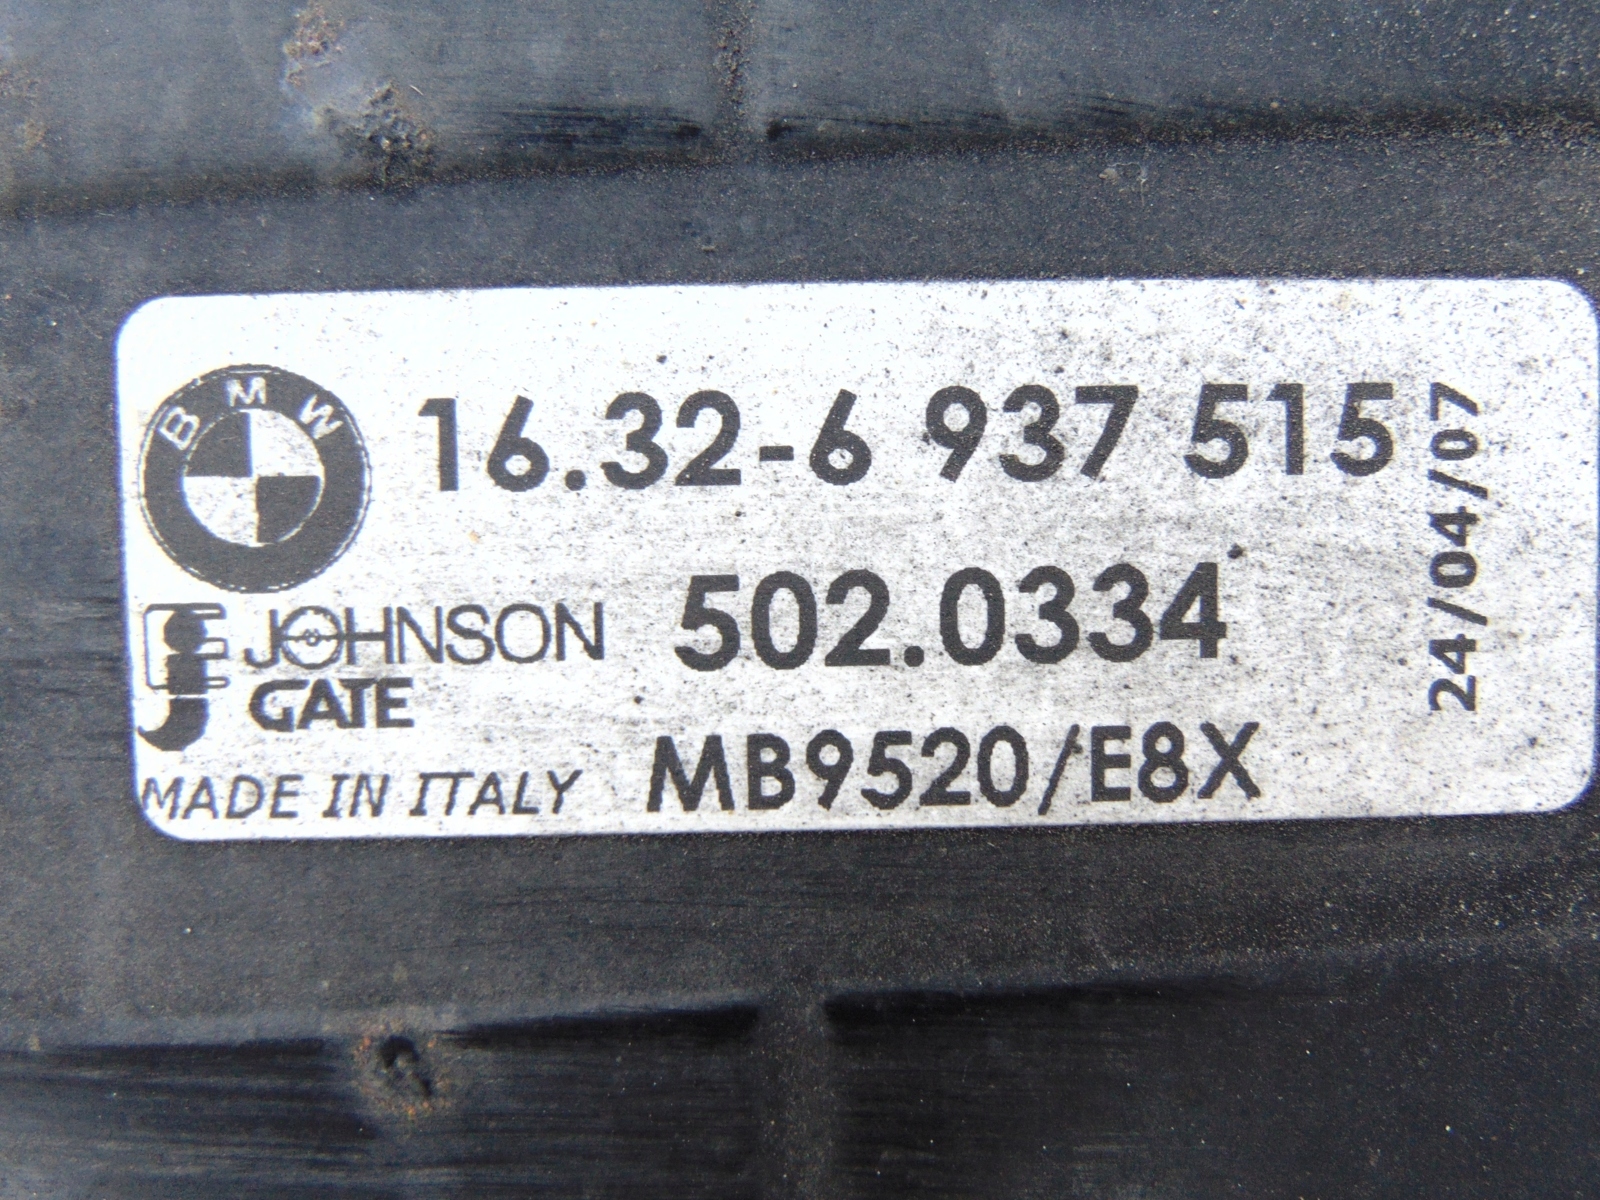 BMW
16.32-6 937 515
24/04/07
JOHNSON
GATE
502.0334
MADE IN ITALY
MB9520/E8X